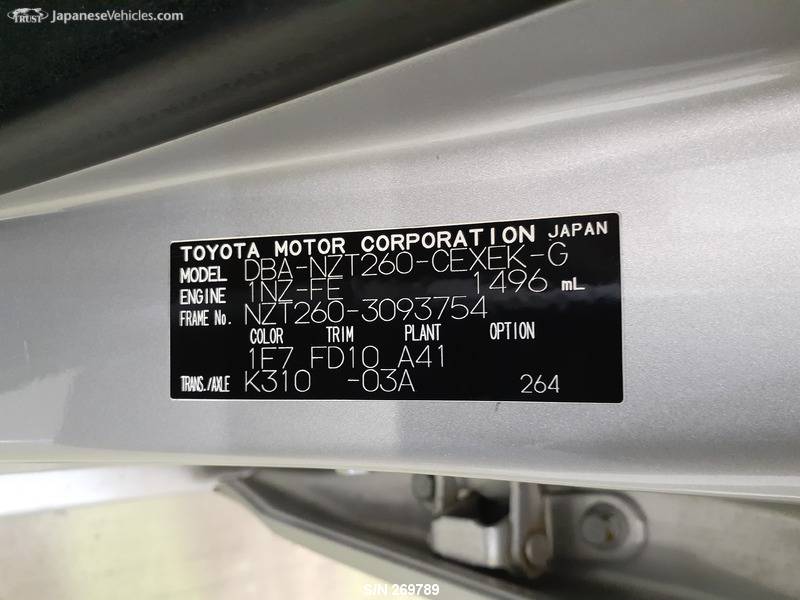 TRUST JapaneseVehicles.com
TOYOTA MOTOR CORPORATION JAPAN
MODEL DBA-NZT260-CEXEK-G
ENGINE 1NZ-FE 1496 mL
FRAME No. NZT260-3093754
COLOR TRIM PLANT OPTION
1F7 FD10 A41
TRANS./AXLE K310 -03A 264
S/N 269789